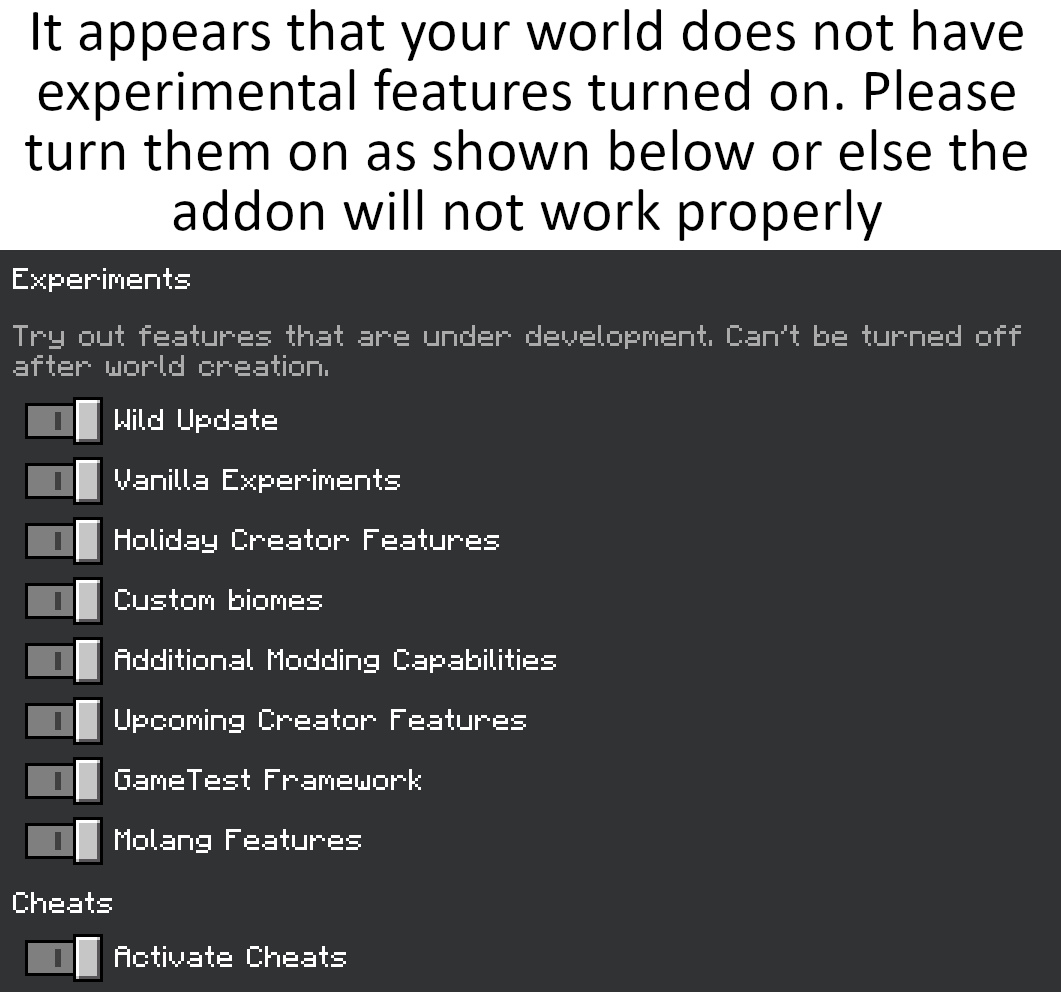 It appears that your world does not have
experimental features turned on. Please
turn them on as shown below or else the
addon will not work properly
Experiments
Try out features that are under development. Can't be turned off
after world creation.
Wild Update
Vanilla Experiments
Holiday Creator Features
Custom biomes
Additional Modding Capabilities
Upcoming Creator Features
GameTest Framework
Molang Features
Cheats
Activate Cheats